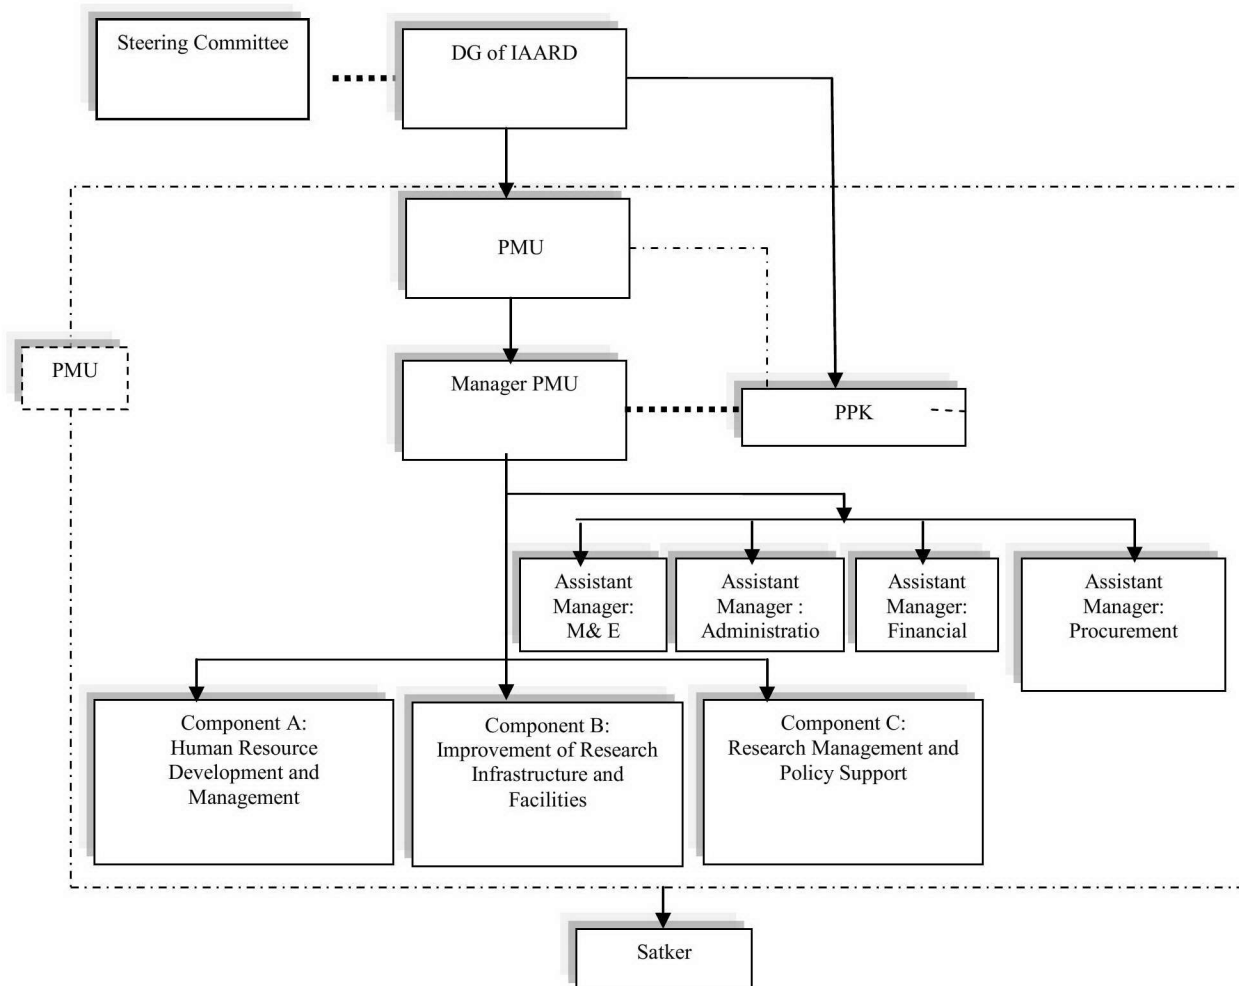 Steering Committee
DG of IAARD
PMU
PMU
Manager PMU
PPK
Assistant
Manager:
M& E
Assistant
Manager :
Administratio
Assistant
Manager:
Financial
Assistant
Manager:
Procurement
Component A:
Human Resource
Development and
Management
Component B:
Improvement of Research
Infrastructure and
Facilities
Component C:
Research Management and
Policy Support
Satker